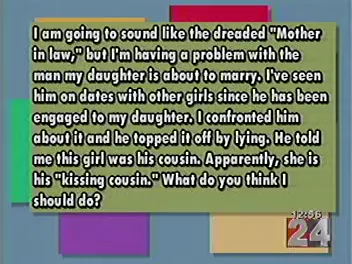 I am going to sound like the dreaded "Mother
in law," but I'm having a problem with the
man my daughter is about to marry. I've seen
him on dates with other girls since he has been
engaged to my daughter. I confronted him
about it and he topped it off by lying. He told
me this girl was his cousin. Apparently, she is
his "kissing cousin." What do you think I
should do?
12:56
24